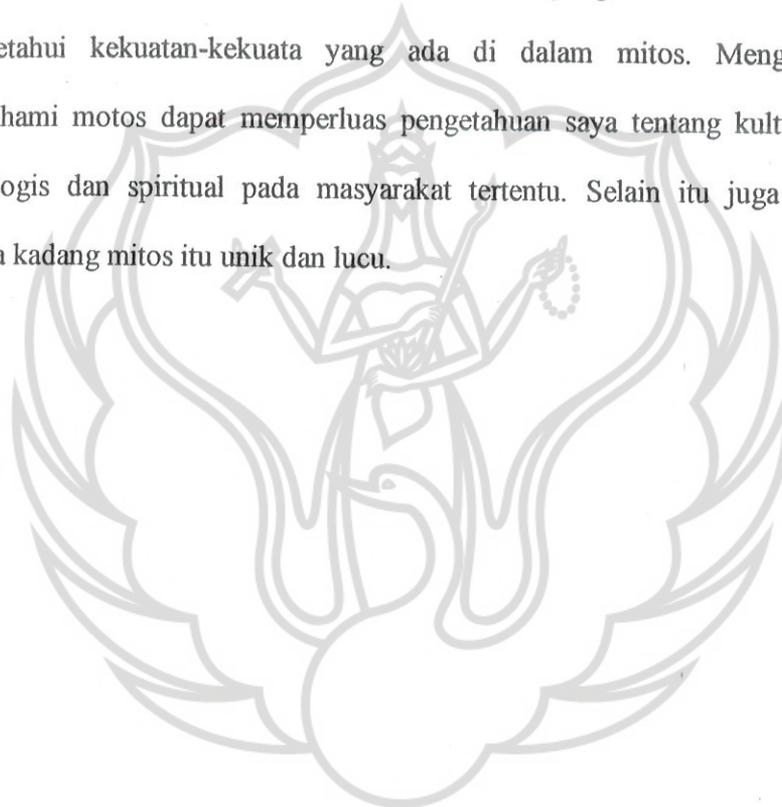 etahui kekuatan-kekuata yang ada di dalam mitos. Meng
hami motos dapat memperluas pengetahuan saya tentang kult
ogis dan spiritual pada masyarakat tertentu. Selain itu juga
kadang mitos itu unik dan lucu.